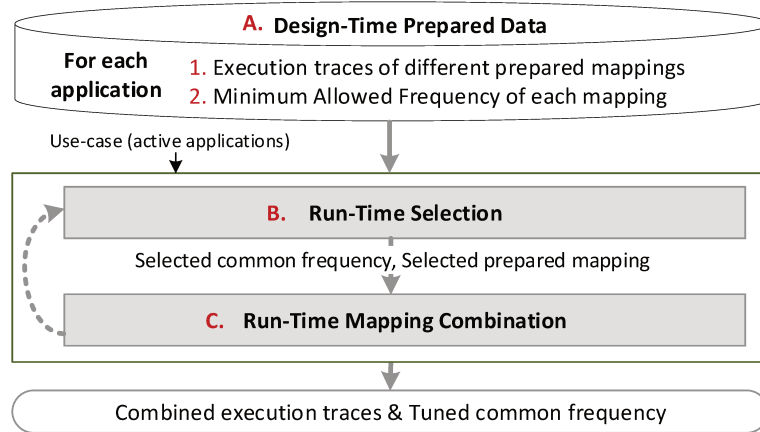 A. Design-Time Prepared Data
For each
application
1. Execution traces of different prepared mappings
2. Minimum Allowed Frequency of each mapping
Use-case (active applications)
B. Run-Time Selection
Selected common frequency, Selected prepared mapping
C. Run-Time Mapping Combination
Combined execution traces & Tuned common frequency